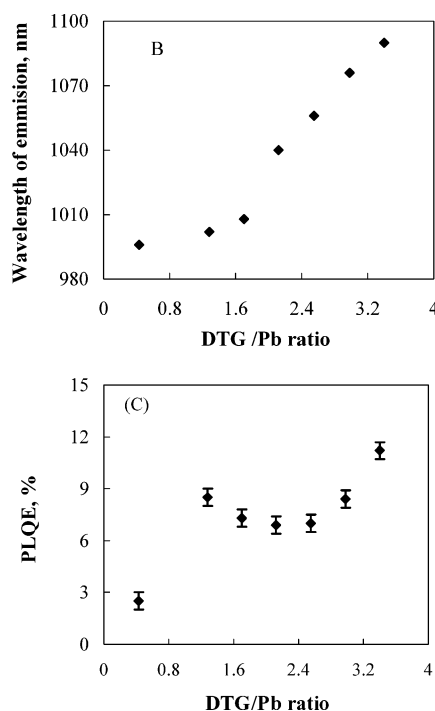 B
Wavelength of emmision, nm
1100
1070
1040
1010
980
0 0.8 1.6 2.4 3.2 4
DTG /Pb ratio
(C)
PLQE, %
15
12
9
6
3
0
0 0.8 1.6 2.4 3.2 4
DTG/Pb ratio